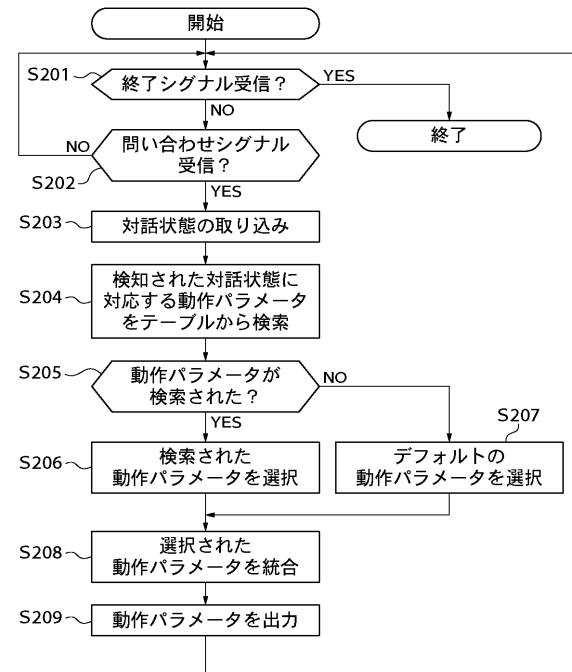 開始
S201
終了シグナル受信？
YES
NO
終了
NO
問い合わせシグナル
受信？
S202
YES
S203
対話状態の取り込み
S204
検知された対話状態に
対応する動作パラメータ
をテーブルから検索
S205
動作パラメータが
検索された？
NO
YES
S207
S206
検索された
動作パラメータを選択
デフォルトの
動作パラメータを選択
S208
選択された
動作パラメータを統合
S209
動作パラメータを出力